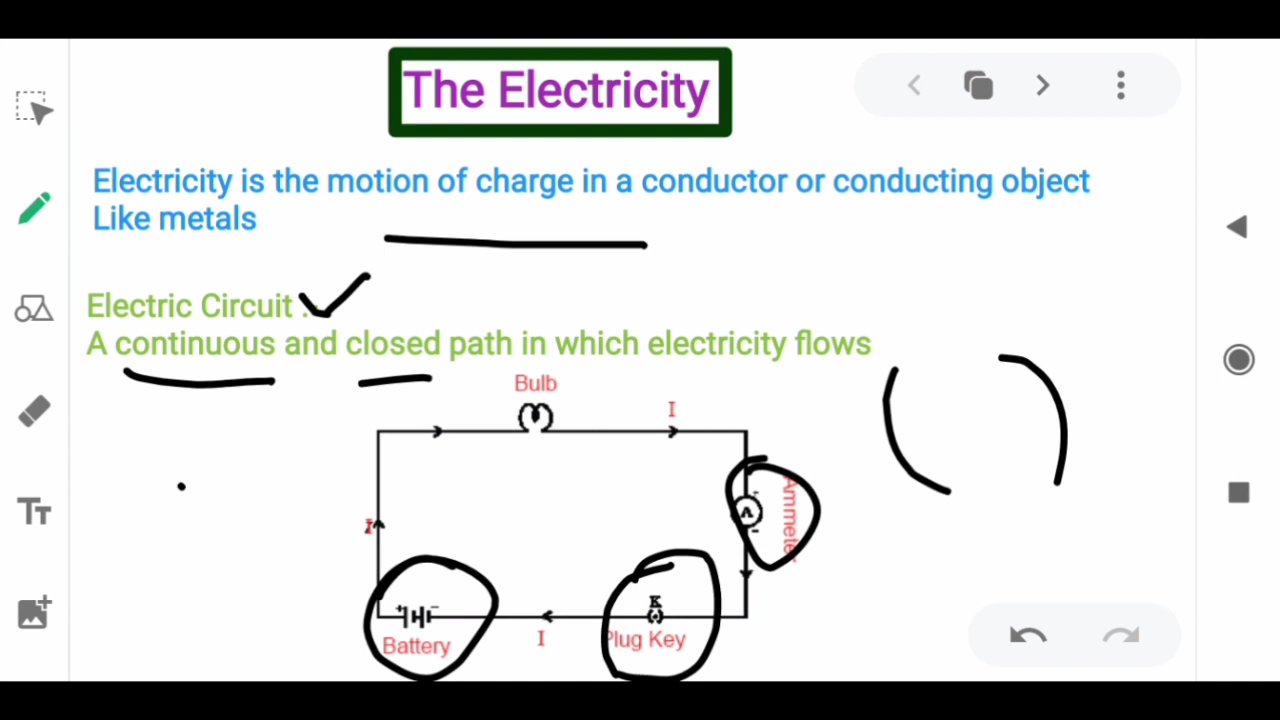 The Electricity
Electricity is the motion of charge in a conductor or conducting object
Like metals
Electric Circuit :
A continuous and closed path in which electricity flows
Bulb
I
I
A
+
-
Ammeter
+
-
Battery
I
K
Plug Key
TT